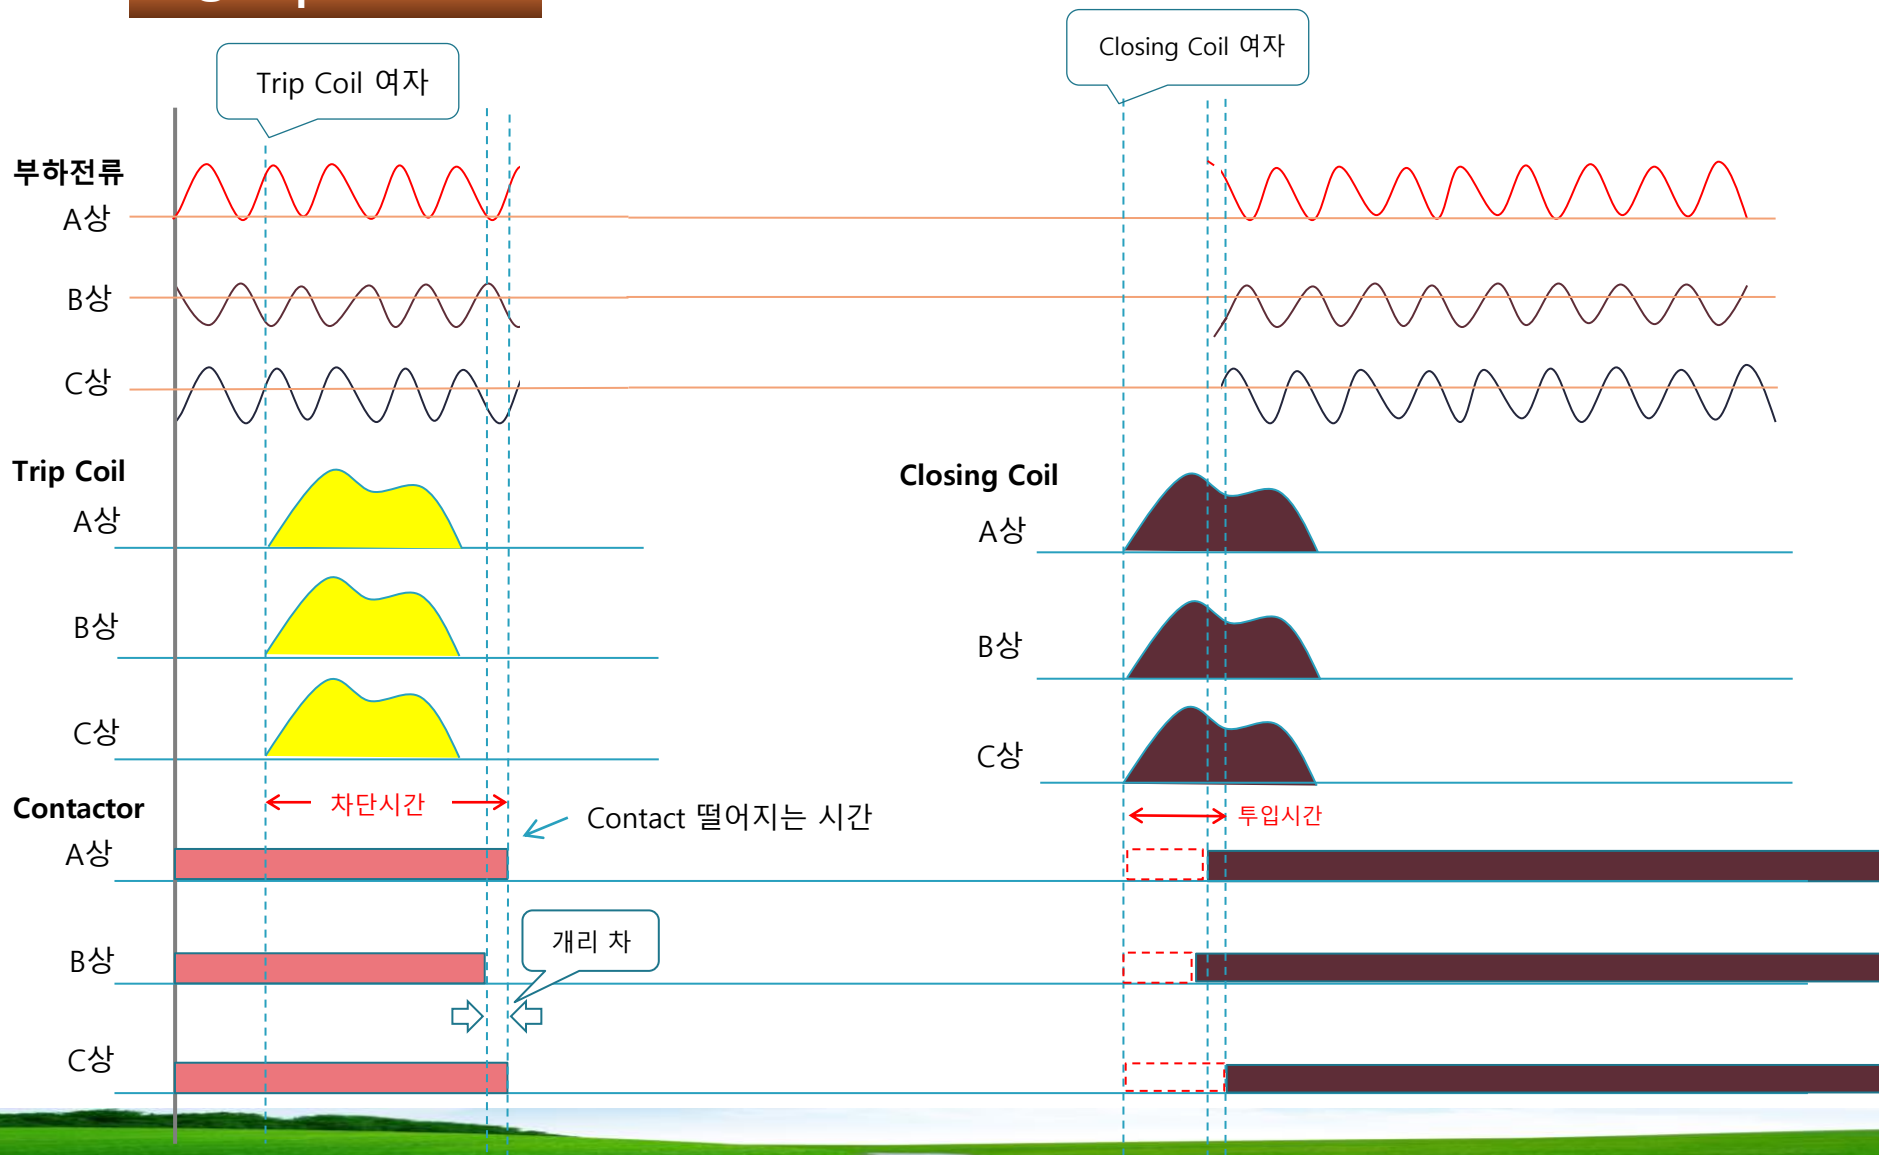 Trip Coil 여자
Closing Coil 여자
부하전류
A상
B상
C상
Trip Coil
A상
B상
C상
Closing Coil
A상
B상
C상
Contactor
차단시간
Contact 떨어지는 시간
투입시간
A상
B상
개리 차
C상